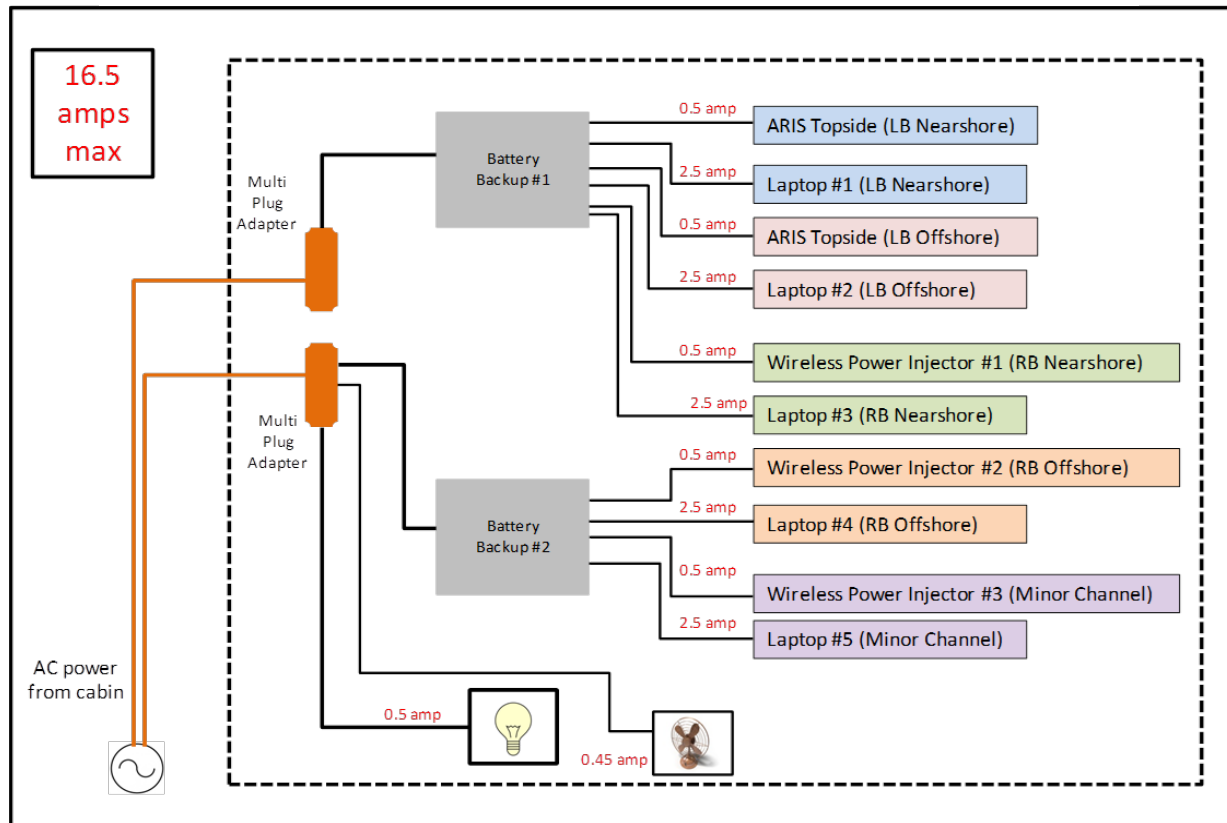 16.5
amps
max
Multi
Plug
Adapter
Battery
Backup #1
0.5 amp
ARIS Topside (LB Nearshore)
2.5 amp
Laptop #1 (LB Nearshore)
0.5 amp
ARIS Topside (LB Offshore)
2.5 amp
Laptop #2 (LB Offshore)
0.5 amp
Wireless Power Injector #1 (RB Nearshore)
2.5 amp
Laptop #3 (RB Nearshore)
Multi
Plug
Adapter
Battery
Backup #2
0.5 amp
Wireless Power Injector #2 (RB Offshore)
2.5 amp
Laptop #4 (RB Offshore)
0.5 amp
Wireless Power Injector #3 (Minor Channel)
2.5 amp
Laptop #5 (Minor Channel)
AC power
from cabin
0.5 amp
0.45 amp